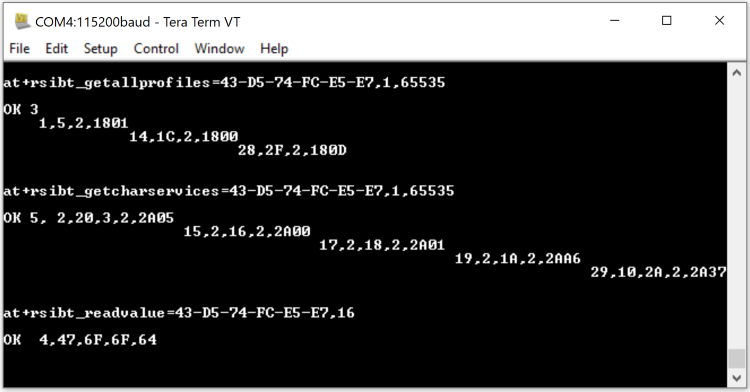 COM4:115200baud - Tera Term VT
File Edit Setup Control Window Help
at+rsibt_getallprofiles=43-D5-74-FC-E5-E7,1,65535
OK 3
1,5,2,1801
14,1C,2,1800
28,2F,2,180D
at+rsibt_getcharservices=43-D5-74-FC-E5-E7,1,65535
OK 5, 2,20,3,2,2A05
15,2,16,2,2A00
17,2,18,2,2A01
19,2,1A,2,2AA6
29,10,2A,2,2A37
at+rsibt_readvalue=43-D5-74-FC-E5-E7,16
OK 4,47,6F,6F,64